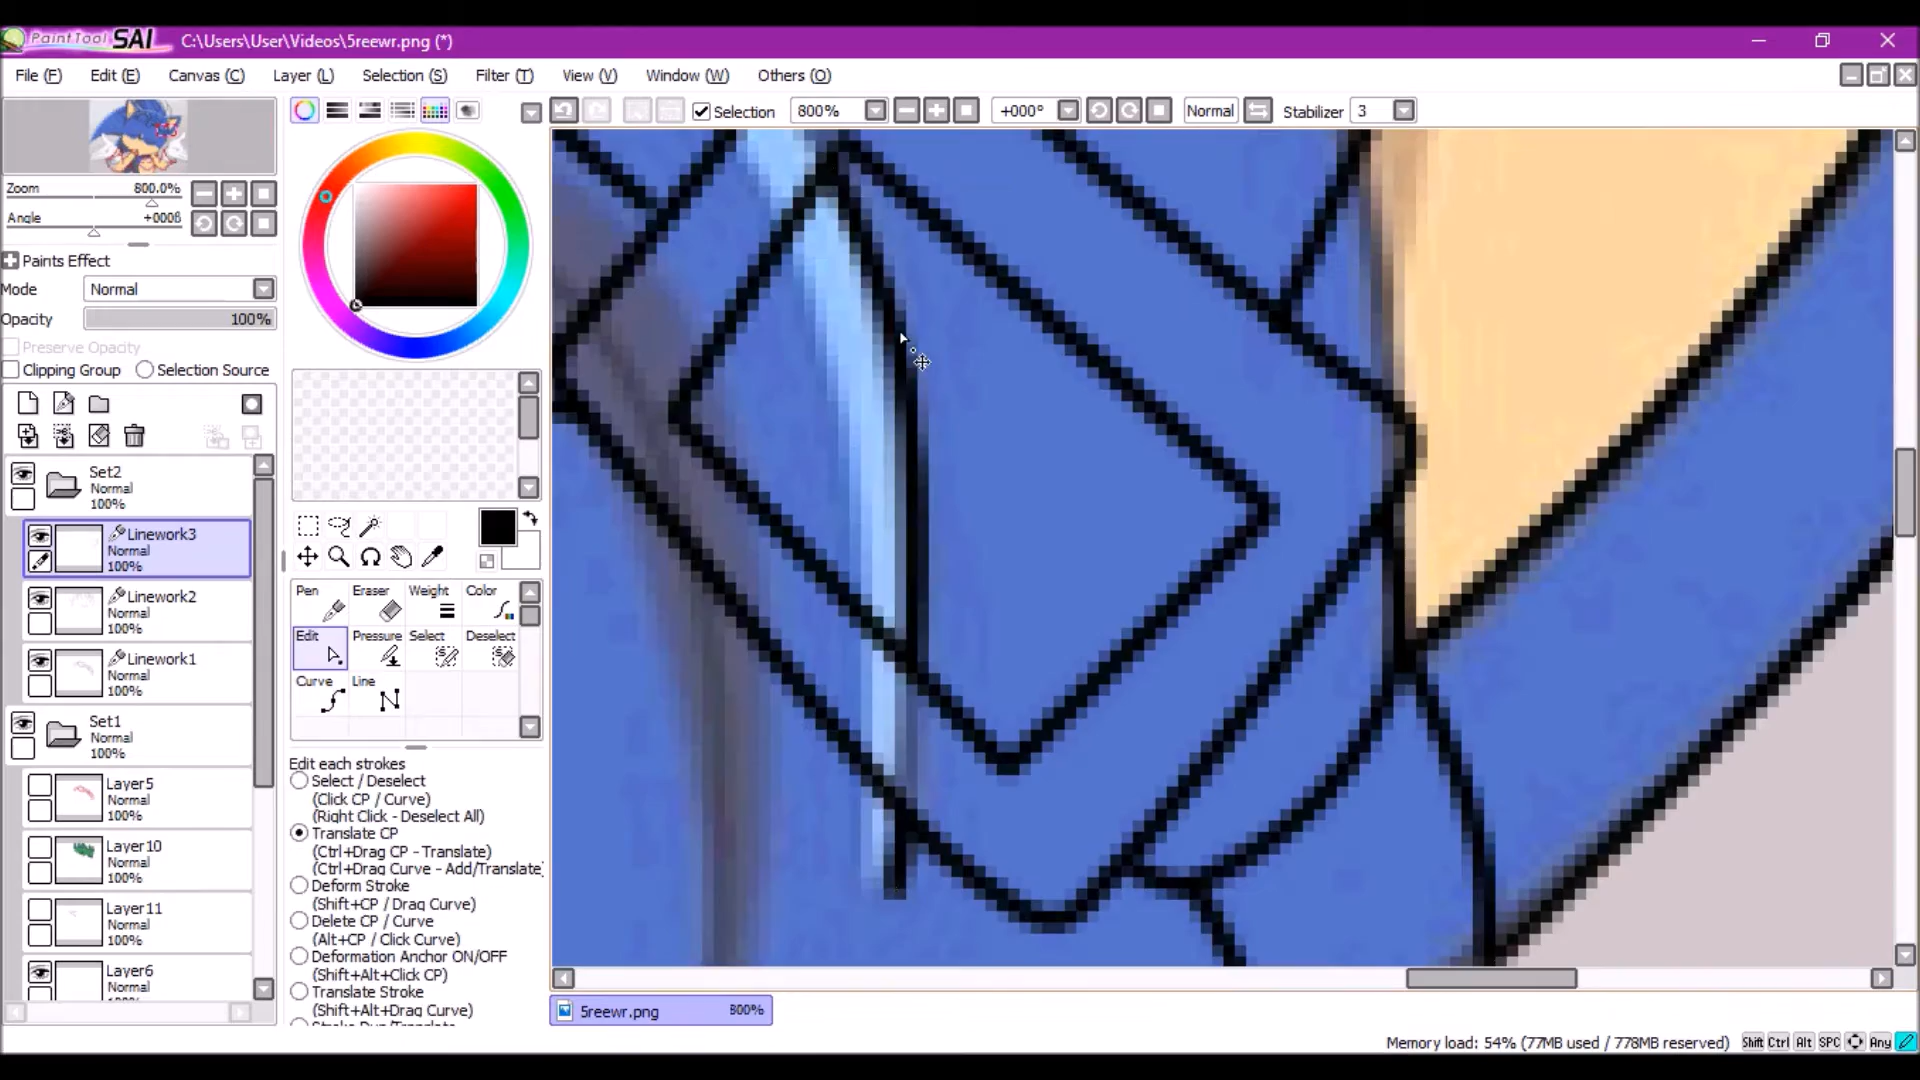 PaintTool SAI C:\Users\User\Videos\5reewr.png (*)
File (F) Edit (E) Canvas (C) Layer (L) Selection (S) Filter (T) View (V) Window (W) Others (O)
Selection 800% +000° Normal Stabilizer 3
Zoom 800.0%
Angle +000ß
Paints Effect
Mode Normal
Opacity 100%
Preserve Opacity
Clipping Group Selection Source
Set2
Normal
100%
Linework3
Normal
100%
Linework2
Normal
100%
Linework1
Normal
100%
Set1
Normal
100%
Layer5
Normal
100%
Layer10
Normal
100%
Layer11
Normal
100%
Layer6
Normal
Pen Eraser Weight Color
Edit Pressure Select Deselect
Curve Line
Edit each strokes
Select / Deselect
(Click CP / Curve)
(Right Click - Deselect All)
Translate CP
(Ctrl+Drag CP - Translate)
(Ctrl+Drag Curve - Add/Translate)
Deform Stroke
(Shift+CP / Drag Curve)
Delete CP / Curve
(Alt+CP / Click Curve)
Deformation Anchor ON/OFF
(Shift+Alt+Click CP)
Translate Stroke
(Shift+Alt+Drag Curve)
5reewr.png 800%
Memory load: 54% (77MB used / 778MB reserved) Shift Ctrl Alt SPC Any